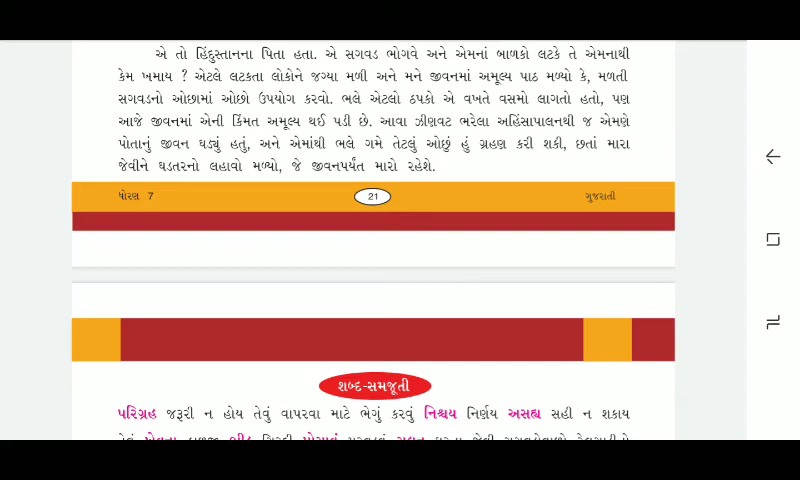 એ તો હિંદુસ્તાનના પિતા હતા. એ સગવડ ભોગવે અને એમનાં બાળકો લટકે તે એમનાથી
કેમ ખમાય ? એટલે લટકતા લોકોને જગ્યા મળી અને મને જીવનમાં અમૂલ્ય પાઠ મળ્યો કે, મળતી
સગવડનો ઓછામાં ઓછો ઉપયોગ કરવો. ભલે એટલો ઠપકો એ વખતે વસમો લાગતો હતો, પણ
આજે જીવનમાં એની કિંમત અમૂલ્ય થઈ પડી છે. આવા ઝીણવટ ભરેલા અહિંસાપાલનથી જ એમણે
પોતાનું જીવન ઘડ્યું હતું, અને એમાંથી ભલે ગમે તેટલું ઓછું હું ગ્રહણ કરી શકી, છતાં મારા
જેવીને ઘડતરનો લહાવો મળ્યો, જે જીવનપર્યંત મારો રહેશે.
ધોરણ 7 21 ગુજરાતી
શબ્દ-સમજૂતી
પરિગ્રહ જરૂરી ન હોય તેવું વાપરવા માટે ભેગું કરવું નિશ્ચય નિર્ણય અસહ્ય સહી ન શકાય